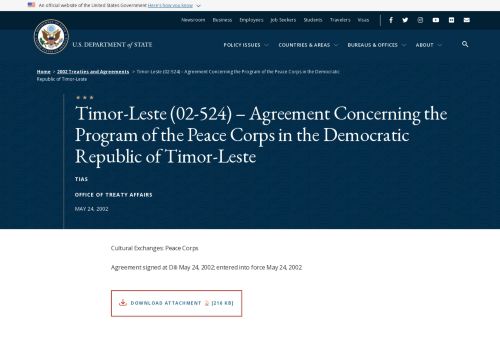 An official website of the United States Government Here's how you know
Newsroom Business Employers Job Seekers Students Travelers Visas
U.S. DEPARTMENT of STATE
POLICY ISSUES COUNTRIES & AREAS BUREAUS & OFFICES ABOUT
Home > 2002 Treaties and Agreements > Timor-Leste (02-524) – Agreement Concerning the Program of the Peace Corps in the Democratic
Republic of Timor-Leste
Timor-Leste (02-524) – Agreement Concerning the
Program of the Peace Corps in the Democratic
Republic of Timor-Leste
TIAS
OFFICE OF TREATY AFFAIRS
MAY 24, 2002
Cultural Exchanges: Peace Corps
Agreement signed at Dili May 24, 2002; entered into force May 24, 2002
DOWNLOAD ATTACHMENT [216 KB]